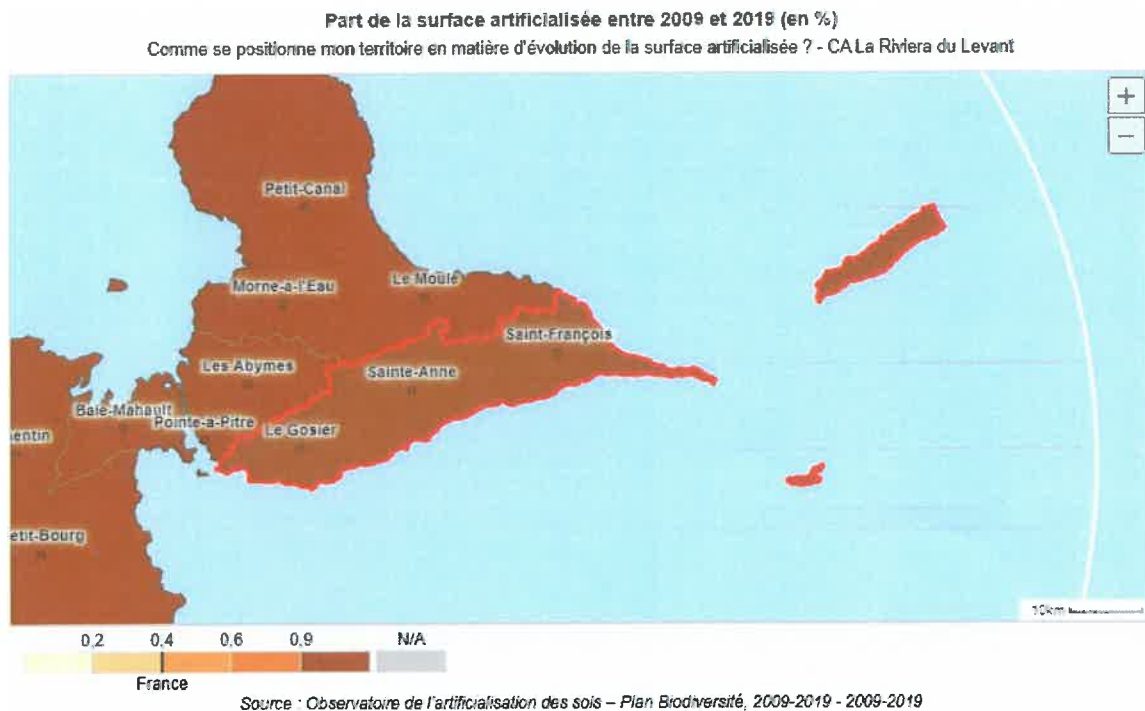 Part de la surface artificialisée entre 2009 et 2019 (en %)
Comme se positionne mon territoire en matière d'évolution de la surface artificialisée ? - CA La Riviera du Levant
+
−
Petit-Canal
Le Moule
Morne-à-l'Eau
Saint-François
Les Abymes
Sainte-Anne
Baie-Mahault
Pointe-à-Pitre
Le Gosier
entin
etit-Bourg
10km
0,2 0,4 0,6 0,9 N/A
France
Source : Observatoire de l'artificialisation des sols – Plan Biodiversité, 2009-2019 - 2009-2019